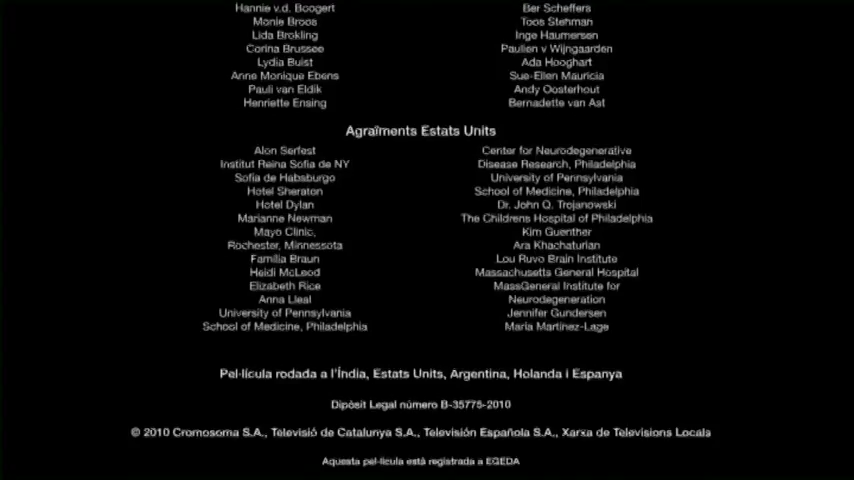 Hannie v.d. Boogert
Monie Broos
Lida Brokling
Corina Brussee
Lydia Buist
Anne Monique Ebens
Pauli van Eldik
Henriette Ensing
Ber Scheffers
Toos Stehman
Inge Haumersen
Paulien v Wijngaarden
Ada Hooghart
Sue-Ellen Mauricia
Andy Oosterhout
Bernadette van Ast
Agraïments Estats Units
Alon Serfest
Institut Reina Sofia de NY
Sofia de Habsburgo
Hotel Sheraton
Hotel Dylan
Marianne Newman
Mayo Clinic,
Rochester, Minnesota
Família Braun
Heidi McLeod
Elizabeth Rice
Anna Lleal
University of Pennsylvania
School of Medicine, Philadelphia
Center for Neurodegenerative
Disease Research, Philadelphia
University of Pennsylvania
School of Medicine, Philadelphia
Dr. John Q. Trojanowski
The Childrens Hospital of Philadelphia
Kim Guenther
Ara Khachaturian
Lou Ruvo Brain Institute
Massachusetts General Hospital
MassGeneral Institute for
Neurodegeneration
Jennifer Gundersen
Maria Martinez-Lage
Pel·lícula rodada a l'Índia, Estats Units, Argentina, Holanda i Espanya
Dipòsit Legal número B-35775-2010
© 2010 Cromosoma S.A., Televisió de Catalunya S.A., Televisión Española S.A., Xarxa de Televisions Locals
Aquesta pel·lícula està registrada a EGEDA